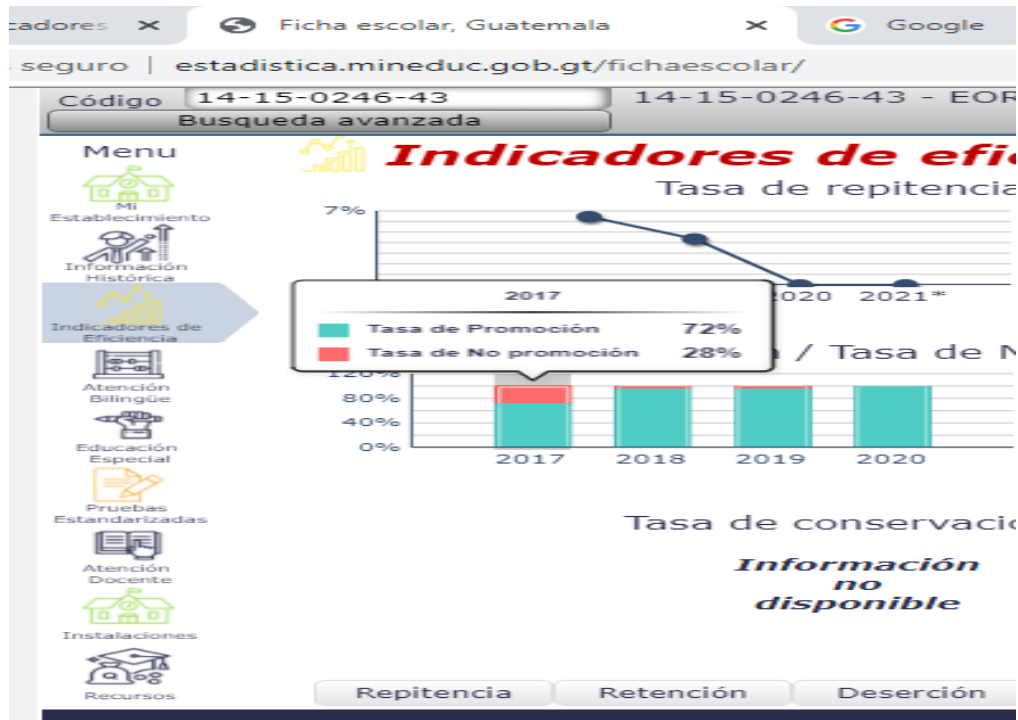 cadores
Ficha escolar, Guatemala
Google
seguro | estadistica.mineduc.gob.gt/fichaescolar/
Código 14-15-0246-43 14-15-0246-43 - EOR
Busqueda avanzada
Menu
Mi
Establecimiento
Información
Histórica
Indicadores de
Eficiencia
Atención
Bilingüe
Educación
Especial
Pruebas
Estandarizadas
Atención
Docente
Instalaciones
Recursos
Indicadores de efic
Tasa de repitencia
7%
2020 2021*
2017
Tasa de Promoción 72%
Tasa de No promoción 28%
/ Tasa de N
120%
80%
40%
0%
2017 2018 2019 2020
Tasa de conservació
Información
no
disponible
Repitencia Retención Deserción